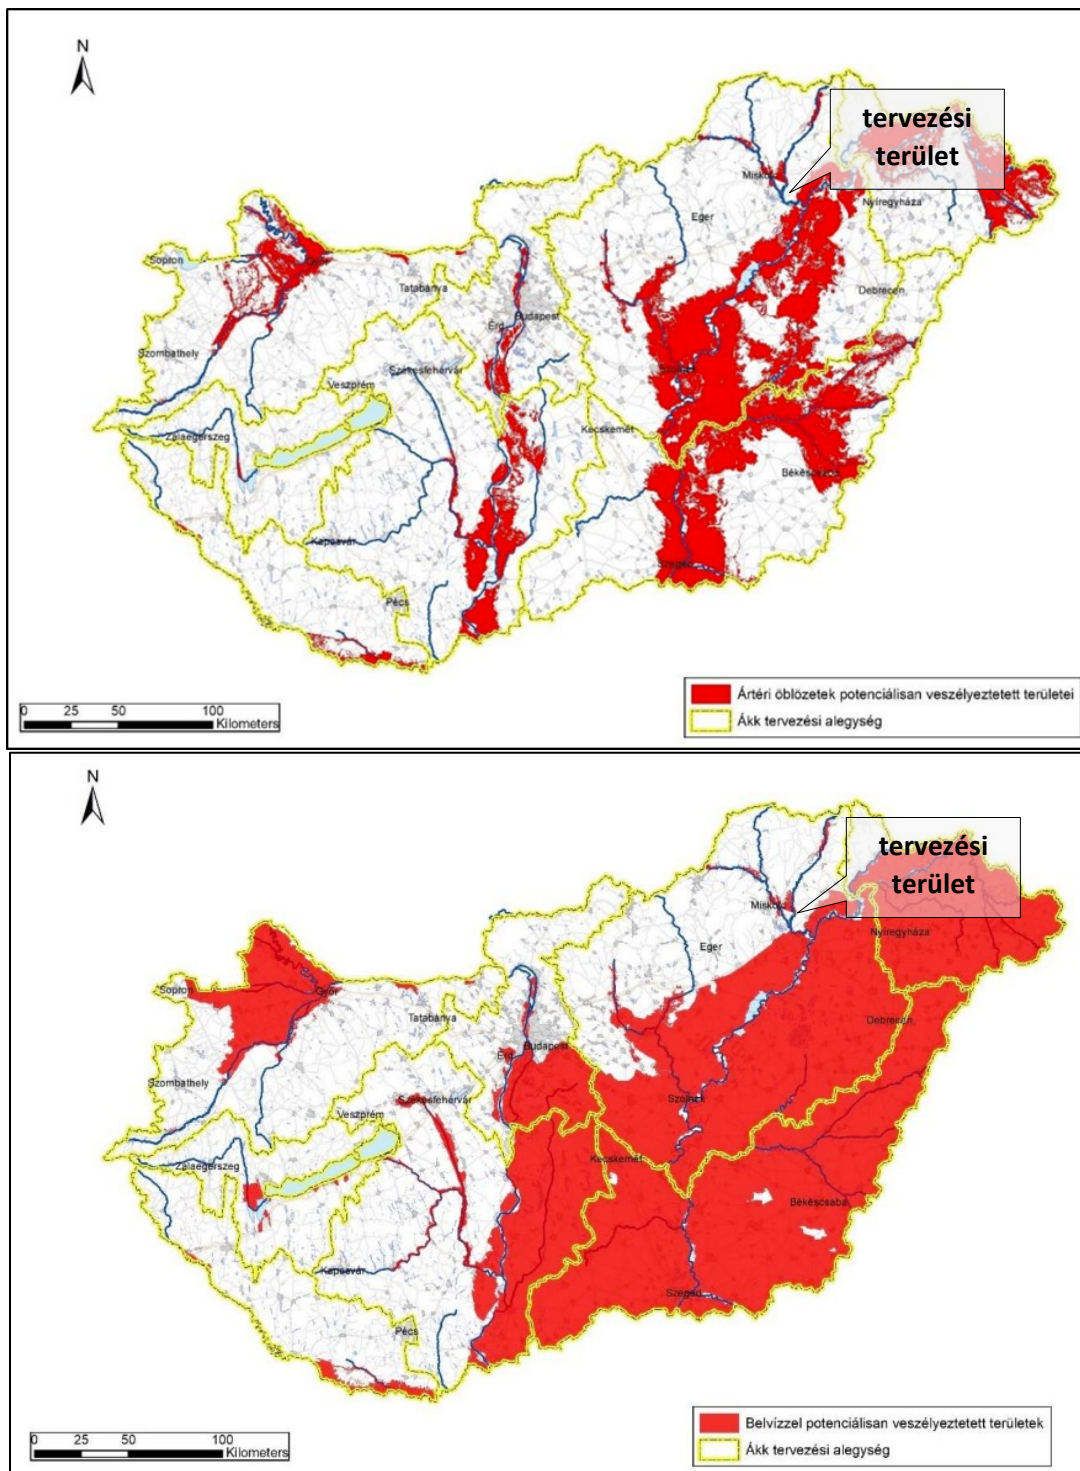 N
tervezési
terület
Miskolc
Nyíregyháza
Eger
Sopron
Győr
Tatabánya
Debrecen
Budapest
Érd
Szombathely
Veszprém
Székesfehérvár
Szolnok
Zalaegerszeg
Kecskemét
Békéscsaba
Kaposvár
Szeged
Pécs
0 25 50 100
Kilometers
Ártéri öblözetek potenciálisan veszélyeztetett területei
Ákk tervezési alegység
N
tervezési
terület
Miskolc
Nyíregyháza
Eger
Sopron
Győr
Tatabánya
Debrecen
Budapest
Érd
Szombathely
Székesfehérvár
Veszprém
Szolnok
Zalaegerszeg
Kecskemét
Békéscsaba
Kaposvár
Szeged
Pécs
0 25 50 100
Kilometers
Belvízzel potenciálisan veszélyeztetett területek
Ákk tervezési alegység